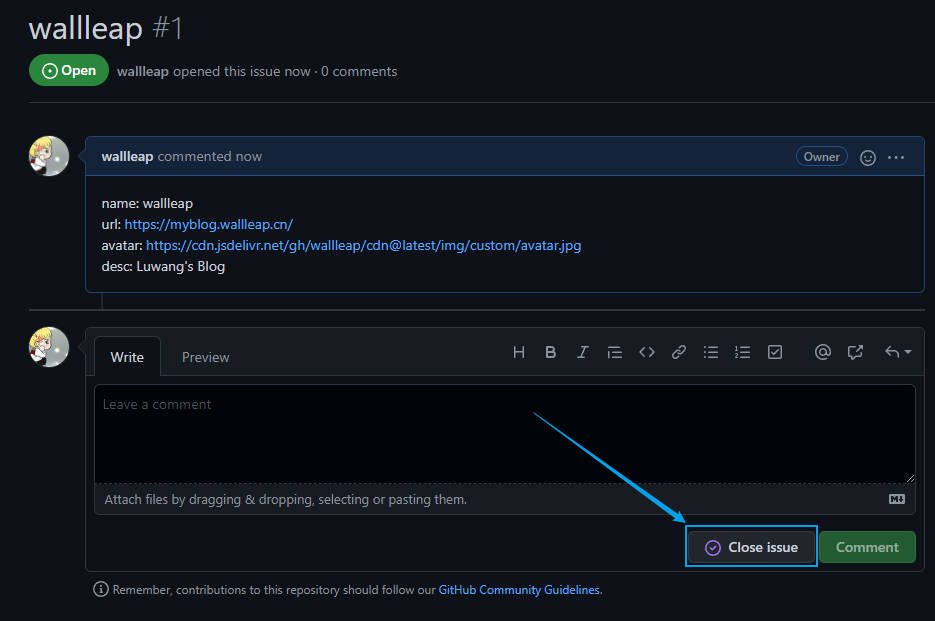 wallleap #1
Open wallleap opened this issue now · 0 comments
wallleap commented now Owner
name: wallleap
url: https://myblog.wallleap.cn/
avatar: https://cdn.jsdelivr.net/gh/wallleap/cdn@latest/img/custom/avatar.jpg
desc: Luwang's Blog
Write Preview
Leave a comment
Attach files by dragging & dropping, selecting or pasting them.
Close issue Comment
Remember, contributions to this repository should follow our GitHub Community Guidelines.